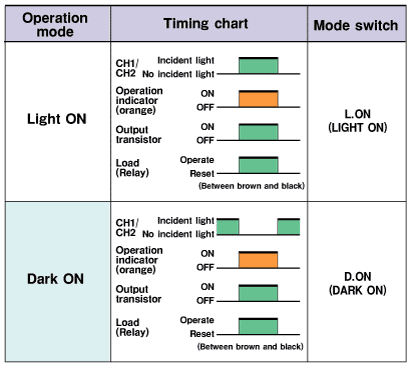 Operation mode
Timing chart
Mode switch
Light ON
CH1/
CH2
Incident light
No incident light
Operation
indicator
(orange)
ON
OFF
Output
transistor
ON
OFF
Load
(Relay)
Operate
Reset
(Between brown and black)
L.ON
(LIGHT ON)
Dark ON
CH1/
CH2
Incident light
No incident light
Operation
indicator
(orange)
ON
OFF
Output
transistor
ON
OFF
Load
(Relay)
Operate
Reset
(Between brown and black)
D.ON
(DARK ON)